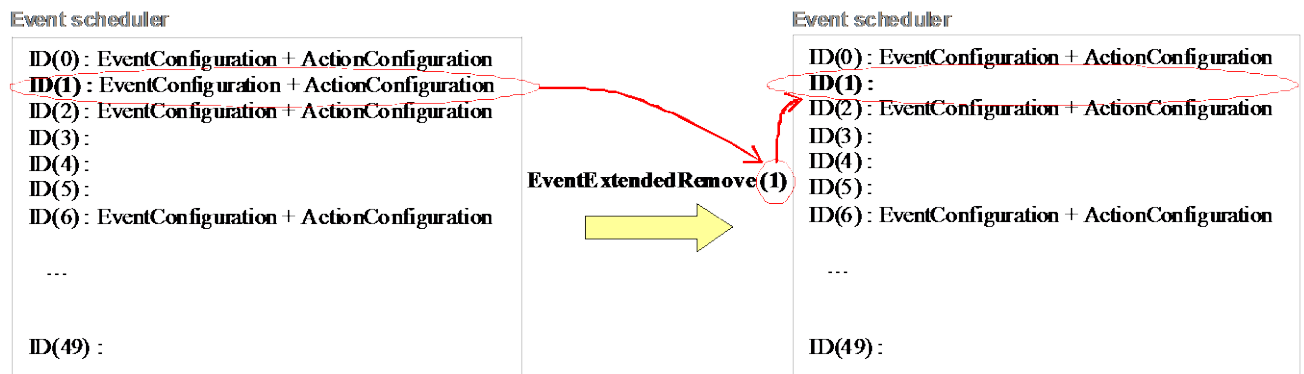 Event scheduler
ID(0) : EventConfiguration + ActionConfiguration
ID(1) : EventConfiguration + ActionConfiguration
ID(2) : EventConfiguration + ActionConfiguration
ID(3) :
ID(4) :
ID(5) :
ID(6) : EventConfiguration + ActionConfiguration
...
ID(49) :
EventExtendedRemove(1)
Event scheduler
ID(0) : EventConfiguration + ActionConfiguration
ID(1) :
ID(2) : EventConfiguration + ActionConfiguration
ID(3) :
ID(4) :
ID(5) :
ID(6) : EventConfiguration + ActionConfiguration
...
ID(49) :